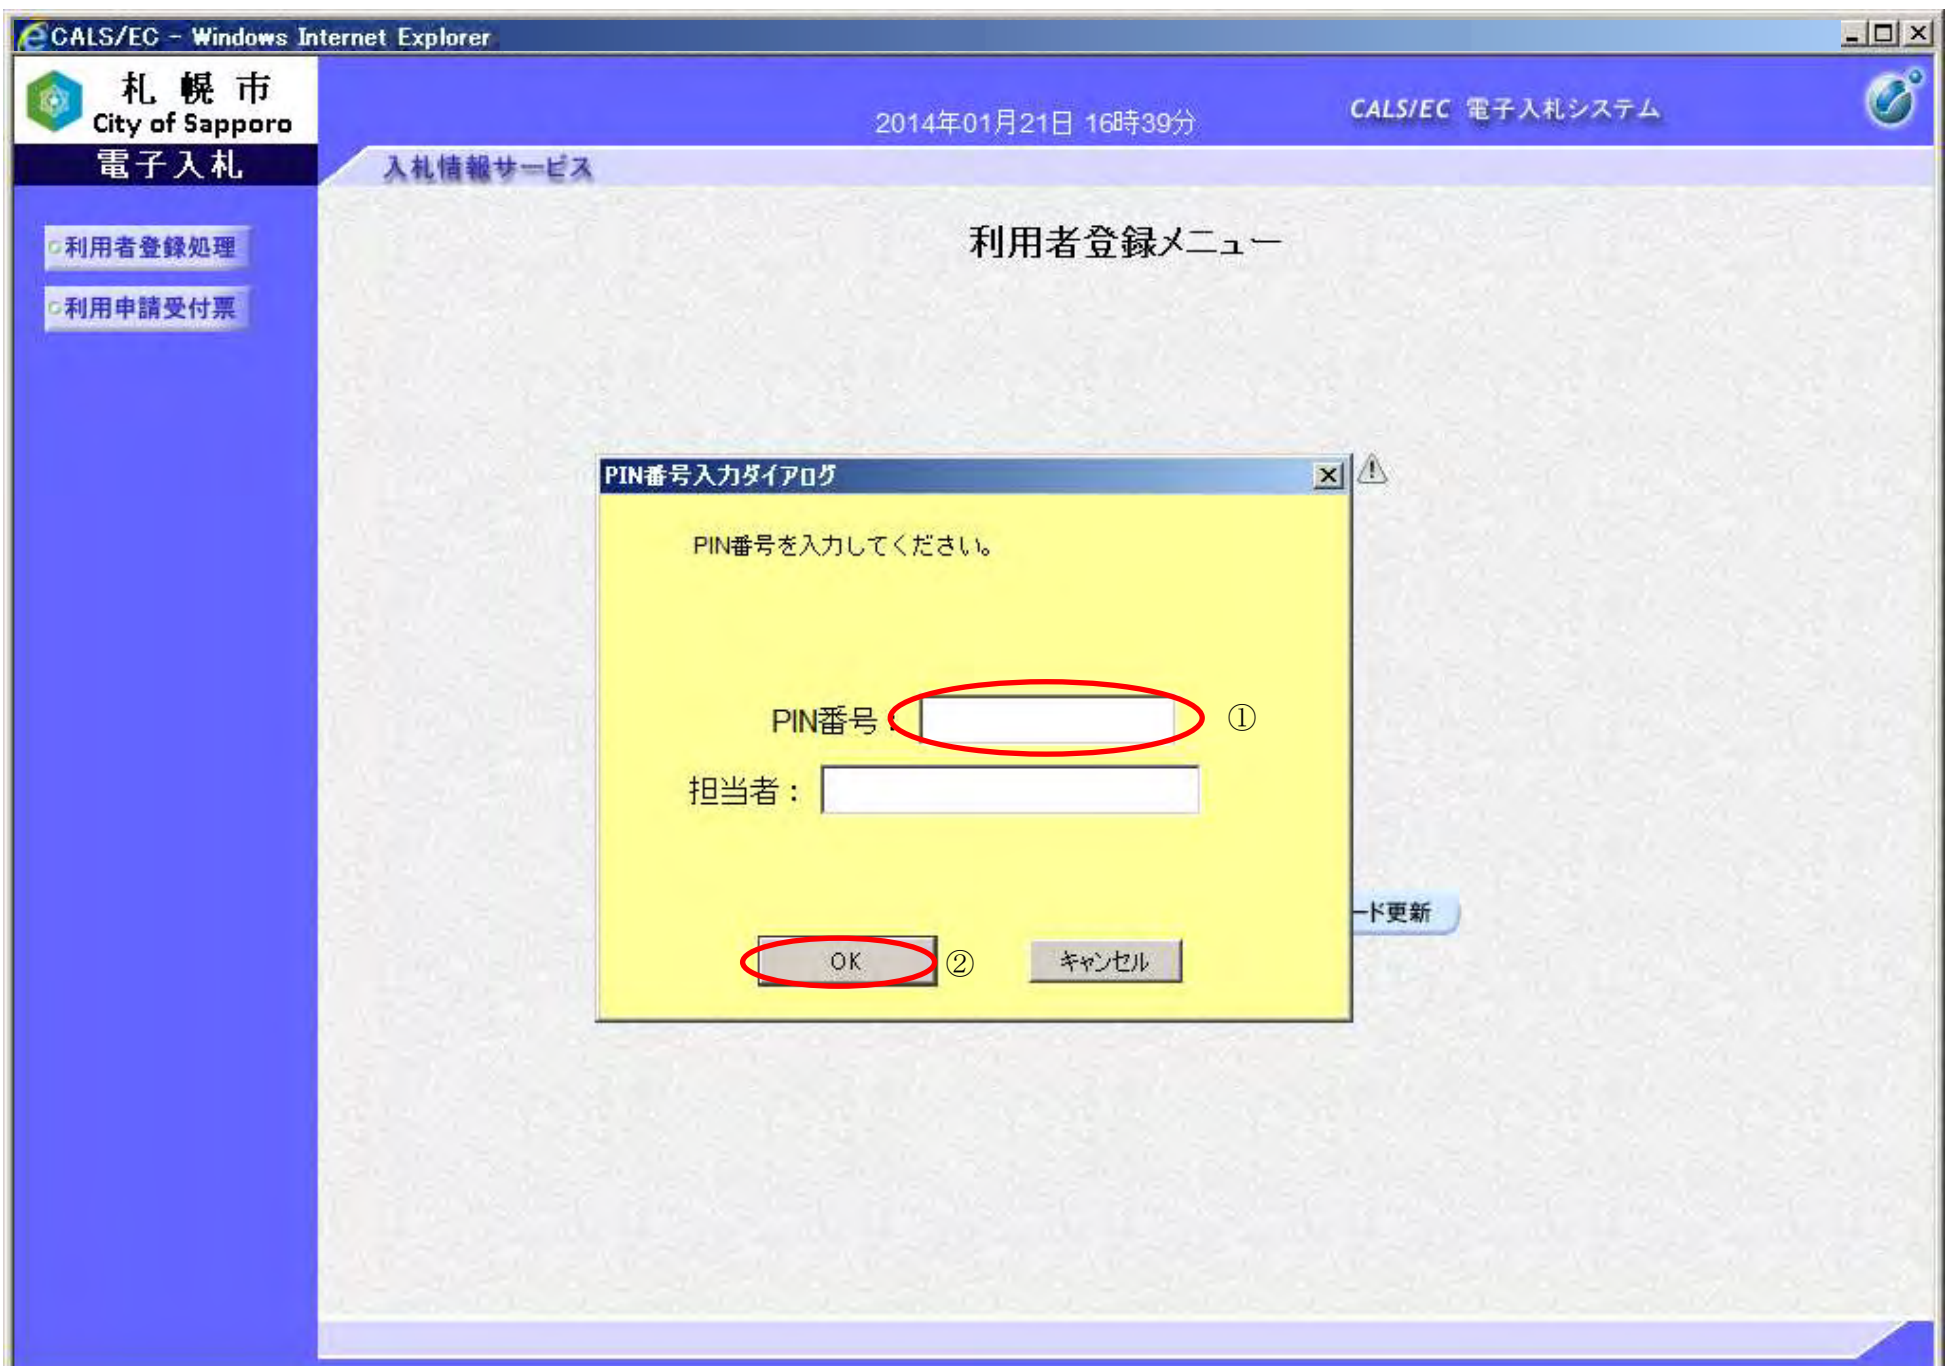 CALS/EC - Windows Internet Explorer
札幌市
City of Sapporo
2014年01月21日 16時39分
CALS/EC 電子入札システム
電子入札
入札情報サービス
利用者登録処理
利用者登録メニュー
利用申請受付票
PIN番号入力ダイアログ
PIN番号を入力してください。
PIN番号：
①
担当者：
ード更新
OK
②
キャンセル